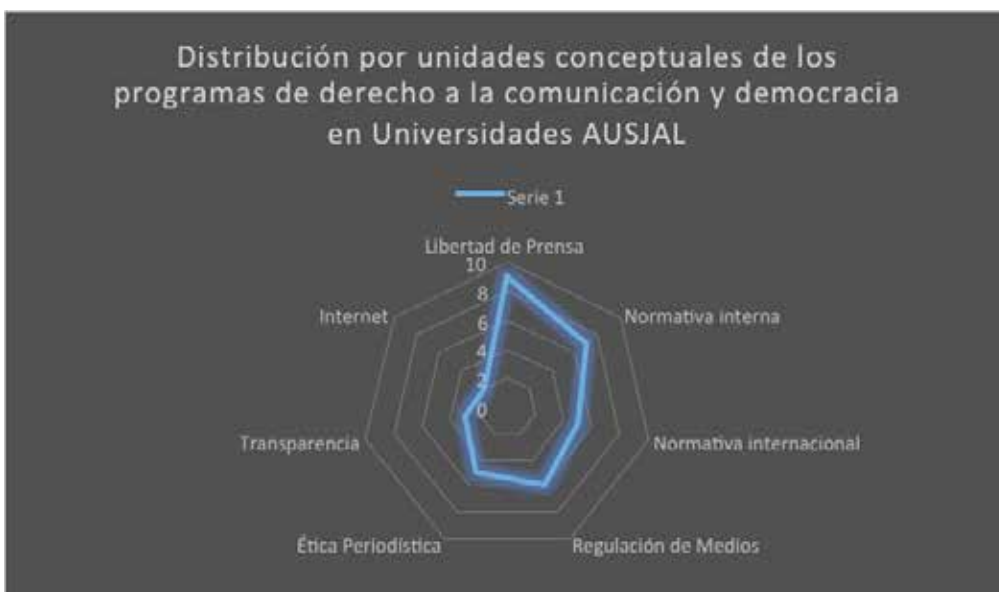 Distribución por unidades conceptuales de los
programas de derecho a la comunicación y democracia
en Universidades AUSJAL
Serie 1
Libertad de Prensa
10
8
6
4
2
0
Internet
Normativa interna
Transparencia
Normativa internacional
Ética Periodística
Regulación de Medios